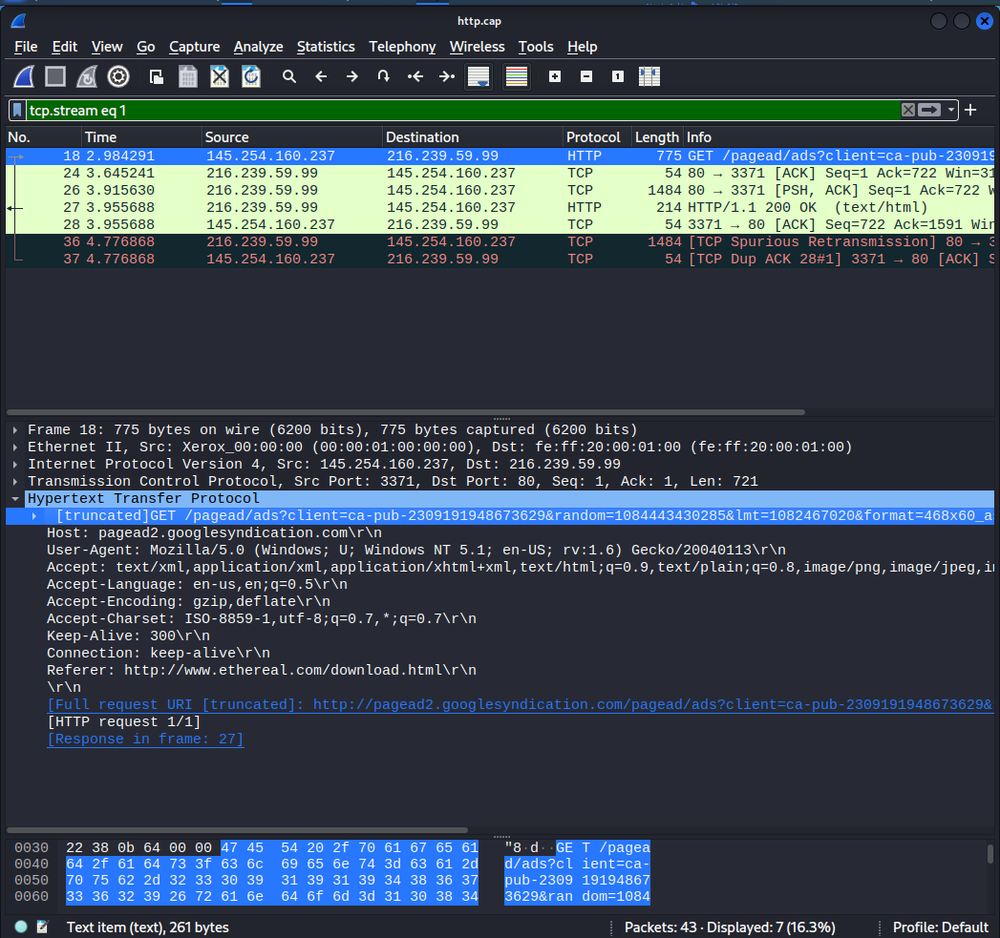 http.cap
File Edit View Go Capture Analyze Statistics Telephony Wireless Tools Help
tcp.stream eq 1
No. Time Source Destination Protocol Length Info
18 2.984291 145.254.160.237 216.239.59.99 HTTP 775 GET /pagead/ads?client=ca-pub-230919
24 3.645241 216.239.59.99 145.254.160.237 TCP 54 80 → 3371 [ACK] Seq=1 Ack=722 Win=31
26 3.915630 216.239.59.99 145.254.160.237 TCP 1484 80 → 3371 [PSH, ACK] Seq=1 Ack=722 W
27 3.955688 216.239.59.99 145.254.160.237 HTTP 214 HTTP/1.1 200 OK (text/html)
28 3.955688 145.254.160.237 216.239.59.99 TCP 54 3371 → 80 [ACK] Seq=722 Ack=1591 Win
36 4.776868 216.239.59.99 145.254.160.237 TCP 1484 [TCP Spurious Retransmission] 80 → 3
37 4.776868 145.254.160.237 216.239.59.99 TCP 54 [TCP Dup ACK 28#1] 3371 → 80 [ACK] S
Frame 18: 775 bytes on wire (6200 bits), 775 bytes captured (6200 bits)
Ethernet II, Src: Xerox_00:00:00 (00:00:01:00:00:00), Dst: fe:ff:20:00:01:00 (fe:ff:20:00:01:00)
Internet Protocol Version 4, Src: 145.254.160.237, Dst: 216.239.59.99
Transmission Control Protocol, Src Port: 3371, Dst Port: 80, Seq: 1, Ack: 1, Len: 721
Hypertext Transfer Protocol
[truncated]GET /pagead/ads?client=ca-pub-2309191948673629&random=1084443430285&lmt=1082467020&format=468x60_a
Host: pagead2.googlesyndication.com\r\n
User-Agent: Mozilla/5.0 (Windows; U; Windows NT 5.1; en-US; rv:1.6) Gecko/20040113\r\n
Accept: text/xml,application/xml,application/xhtml+xml,text/html;q=0.9,text/plain;q=0.8,image/png,image/jpeg,i
Accept-Language: en-us,en;q=0.5\r\n
Accept-Encoding: gzip,deflate\r\n
Accept-Charset: ISO-8859-1,utf-8;q=0.7,*;q=0.7\r\n
Keep-Alive: 300\r\n
Connection: keep-alive\r\n
Referer: http://www.ethereal.com/download.html\r\n
\r\n
[Full request URI [truncated]: http://pagead2.googlesyndication.com/pagead/ads?client=ca-pub-2309191948673629&
[HTTP request 1/1]
[Response in frame: 27]
0030 22 38 0b 64 00 00 47 45 54 20 2f 70 61 67 65 61 "8·d··GE T /pagea
0040 64 2f 61 64 73 3f 63 6c 69 65 6e 74 3d 63 61 2d d/ads?cl ient=ca-
0050 70 75 62 2d 32 33 30 39 31 39 31 39 34 38 36 37 pub-2309 19194867
0060 33 36 32 39 26 72 61 6e 64 6f 6d 3d 31 30 38 34 3629&ran dom=1084
Text item (text), 261 bytes Packets: 43 · Displayed: 7 (16.3%) Profile: Default